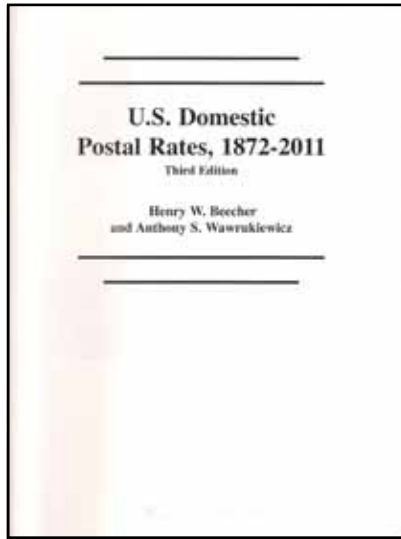 U.S. Domestic
Postal Rates, 1872-2011
Third Edition
Henry W. Beecher
and Anthony S. Wawrukiewicz